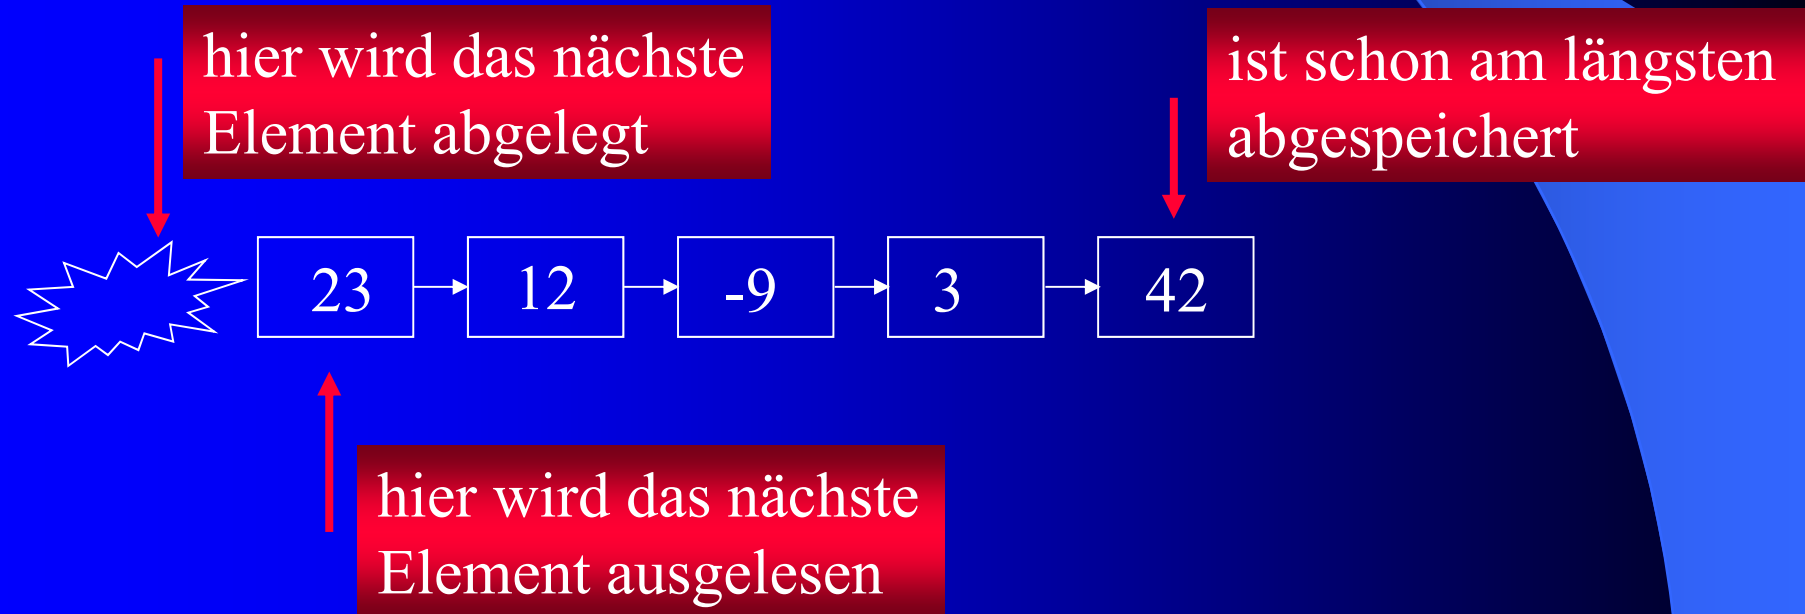 hier wird das nächste
Element abgelegt
ist schon am längsten
abgespeichert
23 12 -9 3 42
hier wird das nächste
Element ausgelesen